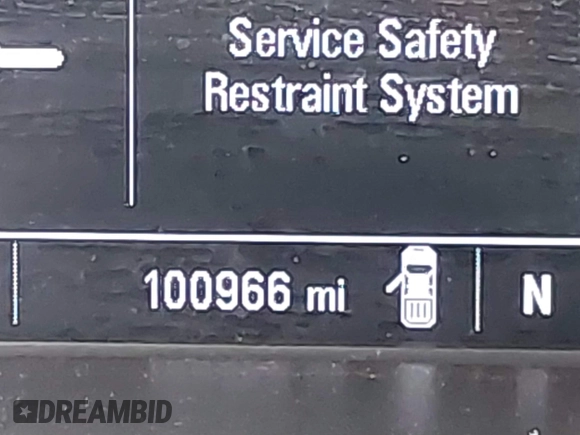 Service Safety
Restraint System
100966 mi
N
DREAMBID